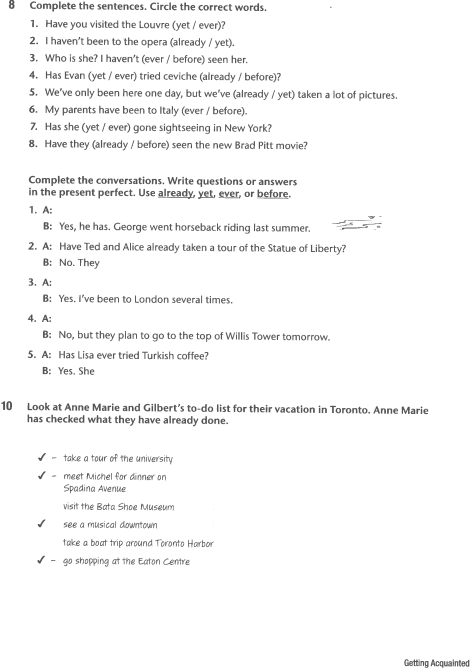 8 Complete the sentences. Circle the correct words.
1. Have you visited the Louvre (yet / ever)?
2. I haven't been to the opera (already / yet).
3. Who is she? I haven't (ever / before) seen her.
4. Has Evan (yet / ever) tried ceviche (already / before)?
5. We've only been here one day, but we've (already / yet) taken a lot of pictures.
6. My parents have been to Italy (ever / before).
7. Has she (yet / ever) gone sightseeing in New York?
8. Have they (already / before) seen the new Brad Pitt movie?
Complete the conversations. Write questions or answers
in the present perfect. Use already, yet, ever, or before.
1. A:
B: Yes, he has. George went horseback riding last summer.
2. A: Have Ted and Alice already taken a tour of the Statue of Liberty?
B: No. They
3. A:
B: Yes. I've been to London several times.
4. A:
B: No, but they plan to go to the top of Willis Tower tomorrow.
5. A: Has Lisa ever tried Turkish coffee?
B: Yes. She
10 Look at Anne Marie and Gilbert's to-do list for their vacation in Toronto. Anne Marie
has checked what they have already done.
✓ – take a tour of the university
✓ – meet Michel for dinner on
Spadina Avenue
visit the Bata Shoe Museum
✓ see a musical downtown
take a boat trip around Toronto Harbor
✓ – go shopping at the Eaton Centre
Getting Acquainted